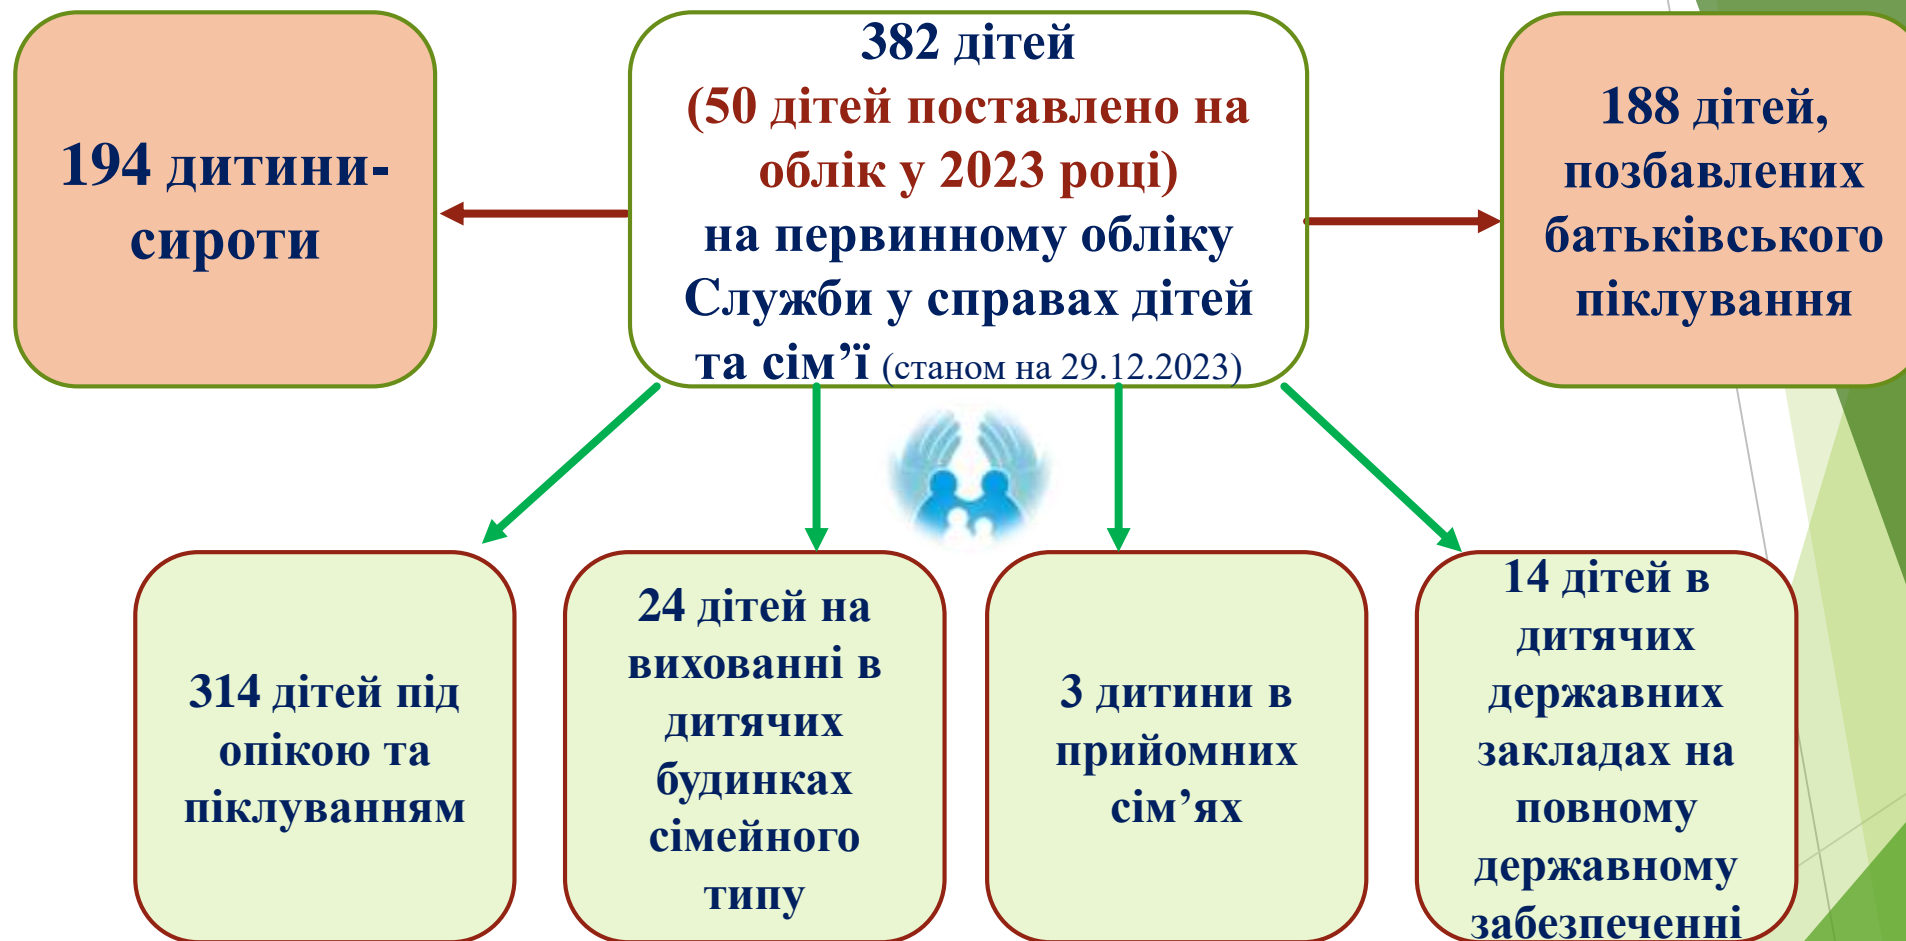 194 дитини-
сироти
382 дітей
(50 дітей поставлено на
облік у 2023 році)
на первинному обліку
Служби у справах дітей
та сім’ї (станом на 29.12.2023)
188 дітей,
позбавлених
батьківського
піклування
314 дітей під
опікою та
піклуванням
24 дітей на
вихованні в
дитячих
будинках
сімейного
типу
3 дитини в
прийомних
сім’ях
14 дітей в
дитячих
державних
закладах на
повному
державному
забезпеченні